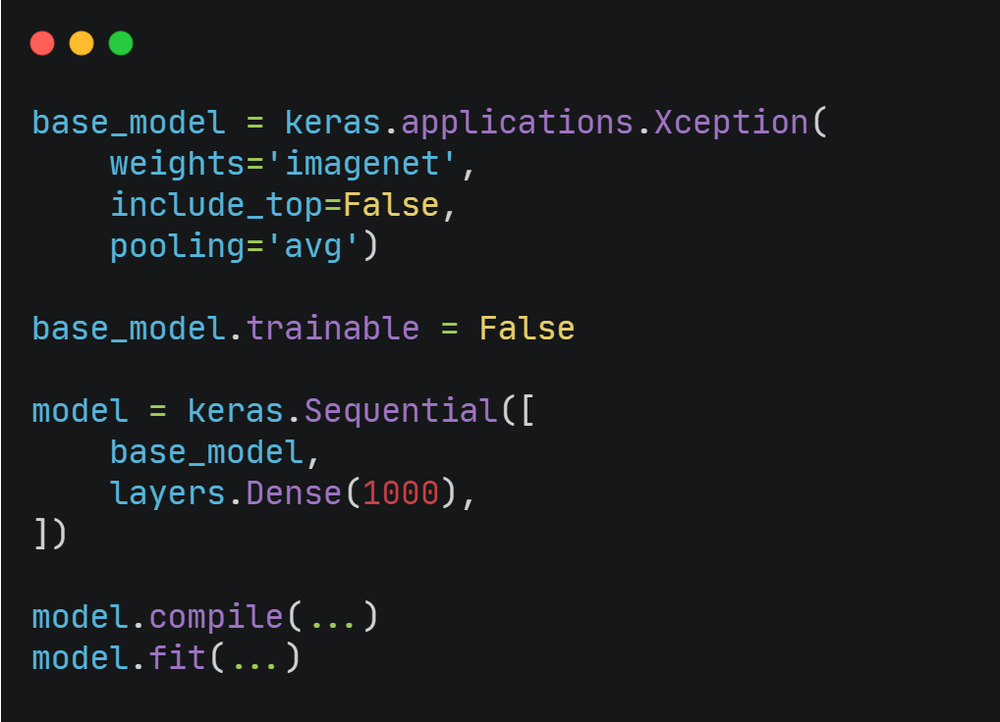 base_model = keras.applications.Xception(
    weights='imagenet',
    include_top=False,
    pooling='avg')
base_model.trainable = False
model = keras.Sequential([
    base_model,
    layers.Dense(1000),
])
model.compile(...)
model.fit(...)